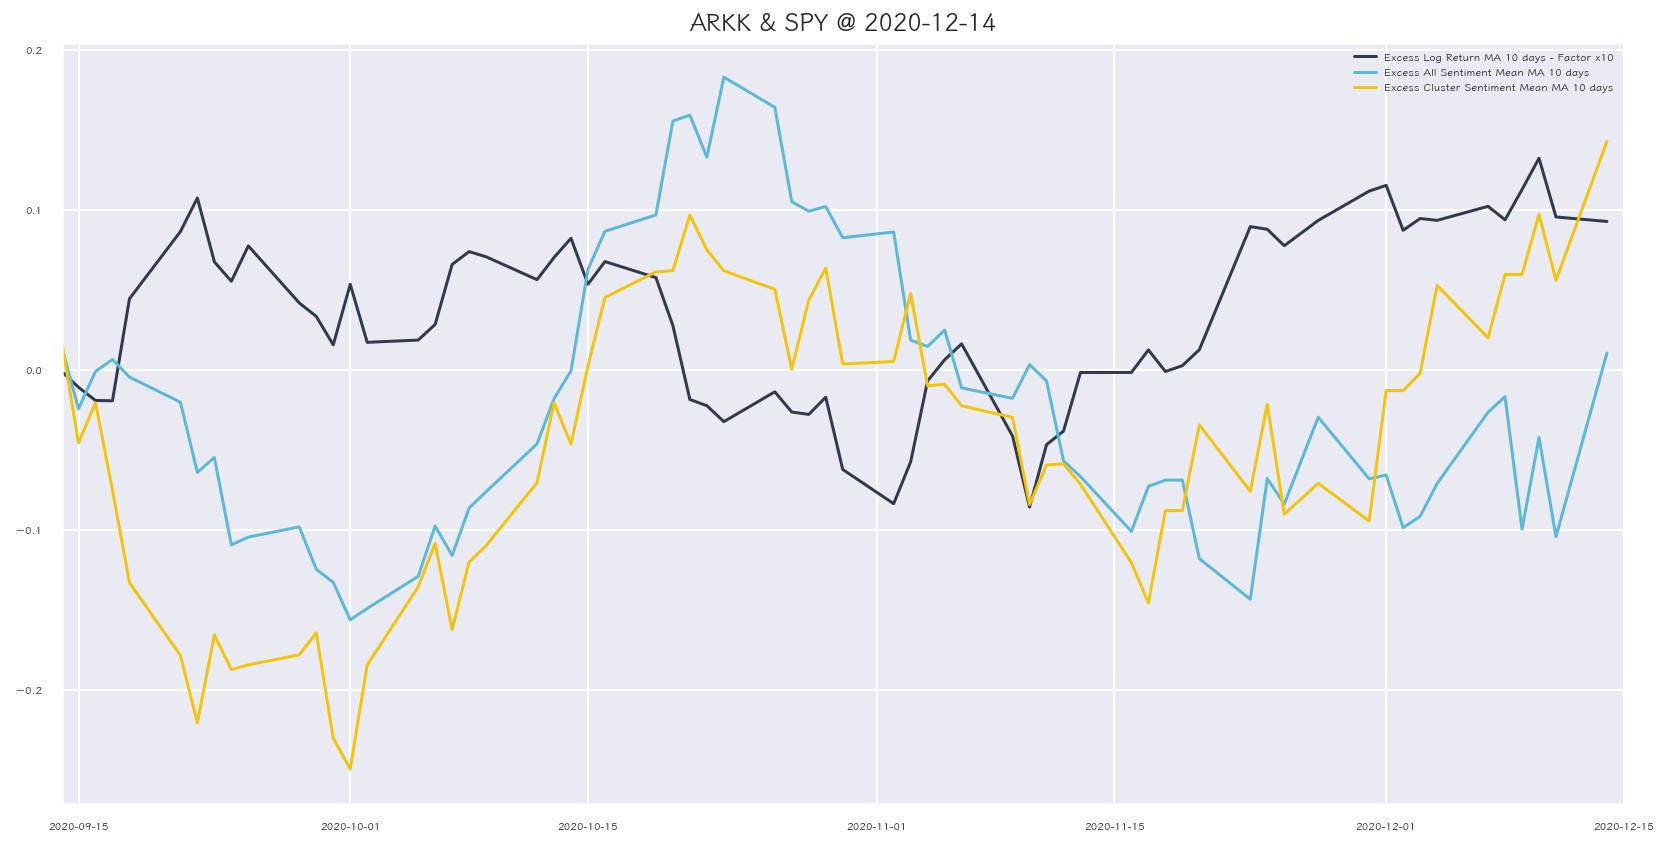 ARKK & SPY @ 2020-12-14
Excess Log Return MA 10 days - Factor x10
Excess All Sentiment Mean MA 10 days
Excess Cluster Sentiment Mean MA 10 days
0.2
0.1
0.0
−0.1
−0.2
2020-09-15 2020-10-01 2020-10-15 2020-11-01 2020-11-15 2020-12-01 2020-12-15